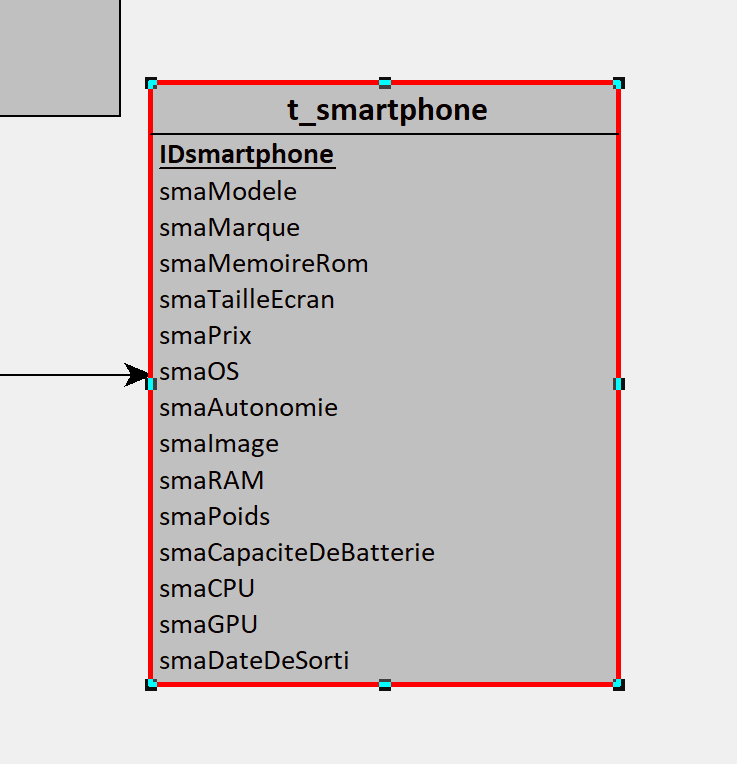 t_smartphone
IDsmartphone
smaModele
smaMarque
smaMemoireRom
smaTailleEcran
smaPrix
smaOS
smaAutonomie
smaImage
smaRAM
smaPoids
smaCapaciteDeBatterie
smaCPU
smaGPU
smaDateDeSorti